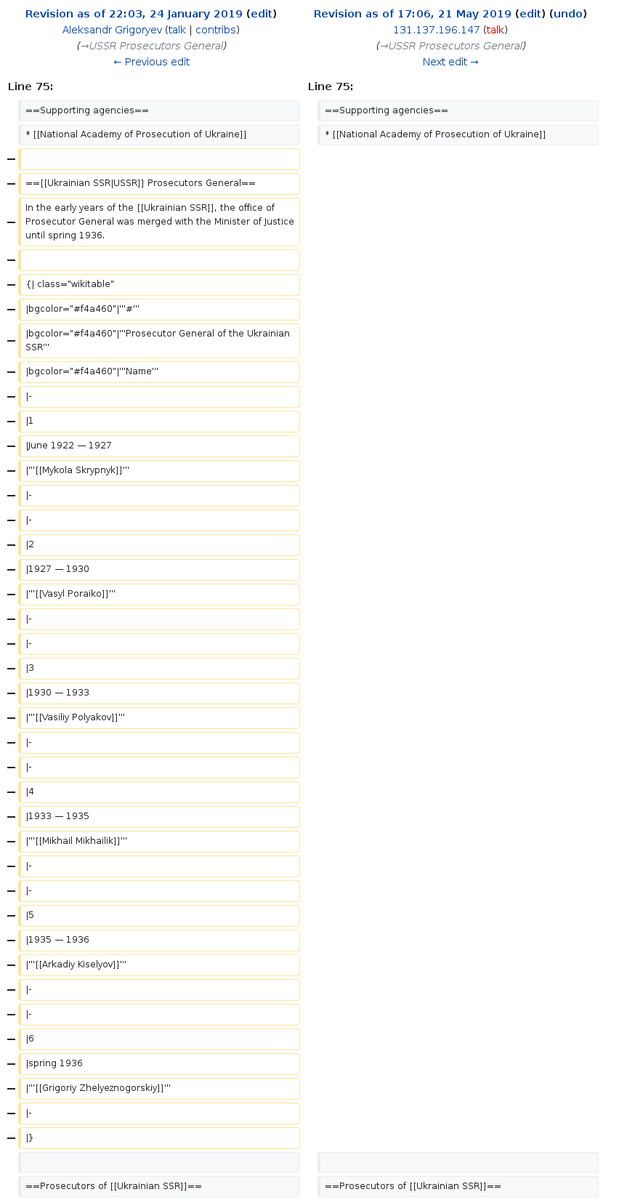 Revision as of 22:03, 24 January 2019 (edit)
Aleksandr Grigoryev (talk | contribs)
(→USSR Prosecutors General)
← Previous edit
Revision as of 17:06, 21 May 2019 (edit) (undo)
131.137.196.147 (talk)
(→USSR Prosecutors General)
Next edit →
Line 75:
Line 75:
==Supporting agencies==
==Supporting agencies==
* [[National Academy of Prosecution of Ukraine]]
* [[National Academy of Prosecution of Ukraine]]
−
− ==[[Ukrainian SSR|USSR]] Prosecutors General==
In the early years of the [[Ukrainian SSR]], the office of
− Prosecutor General was merged with the Minister of Justice
until spring 1936.
−
− {| class="wikitable"
− |bgcolor="#f4a460"|'''#'''
− |bgcolor="#f4a460"|'''Prosecutor General of the Ukrainian
SSR'''
− |bgcolor="#f4a460"|'''Name'''
− |-
− |1
− |June 1922 — 1927
− |'''[[Mykola Skrypnyk]]'''
− |-
− |-
− |2
− |1927 — 1930
− |'''[[Vasyl Poraiko]]'''
− |-
− |-
− |3
− |1930 — 1933
− |'''[[Vasiliy Polyakov]]'''
− |-
− |-
− |4
− |1933 — 1935
− |'''[[Mikhail Mikhailik]]'''
− |-
− |-
− |5
− |1935 — 1936
− |'''[[Arkadiy Kiselyov]]'''
− |-
− |-
− |6
− |spring 1936
− |'''[[Grigoriy Zhelyeznogorskiy]]'''
− |-
− |}
==Prosecutors of [[Ukrainian SSR]]==
==Prosecutors of [[Ukrainian SSR]]==